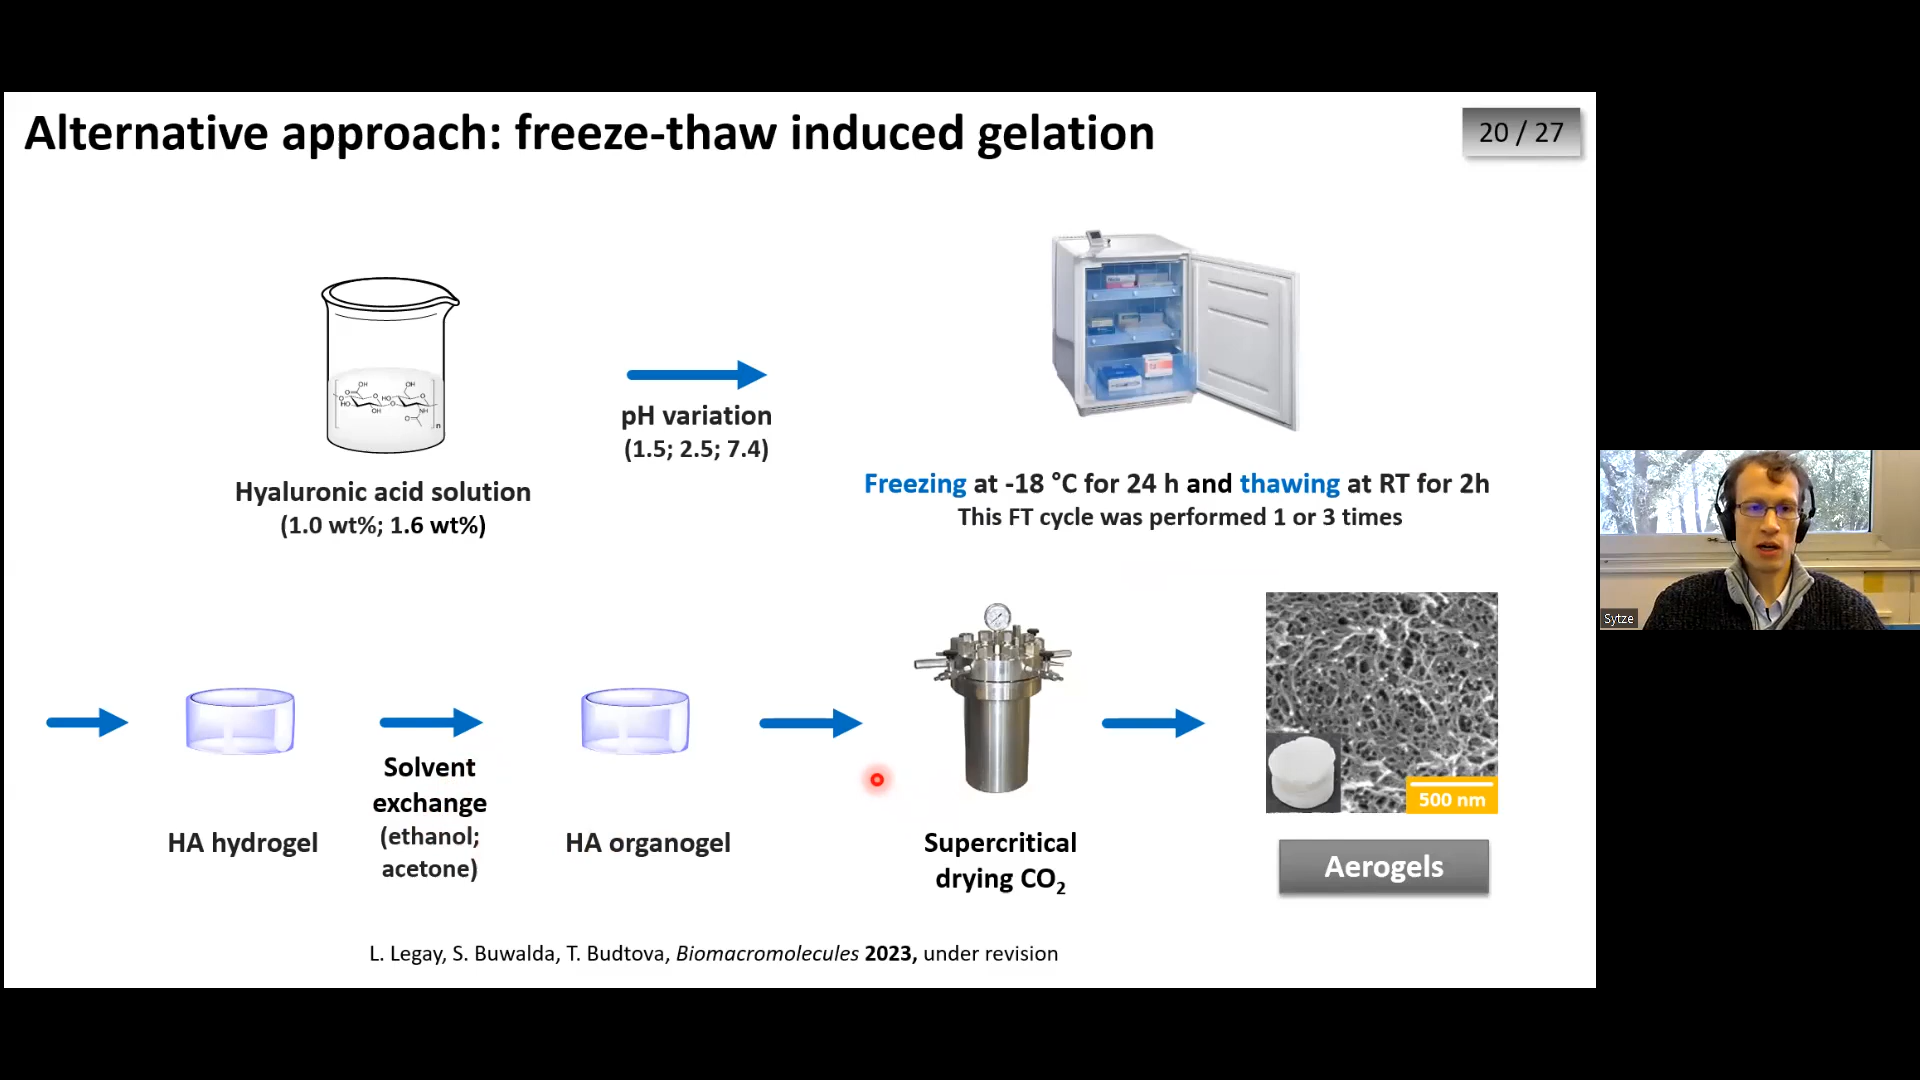 Alternative approach: freeze-thaw induced gelation
20 / 27
pH variation
(1.5; 2.5; 7.4)
Hyaluronic acid solution
(1.0 wt%; 1.6 wt%)
Freezing at -18 °C for 24 h and thawing at RT for 2h
This FT cycle was performed 1 or 3 times
HA hydrogel
Solvent
exchange
(ethanol;
acetone)
HA organogel
Supercritical
drying CO₂
500 nm
Aerogels
L. Legay, S. Buwalda, T. Budtova, Biomacromolecules 2023, under revision
Sytze